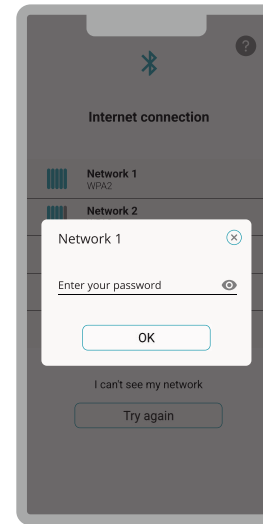 ?
Internet connection
Network 1
WPA2
Network 2
Network 1
Enter your password
OK
I can't see my network
Try again